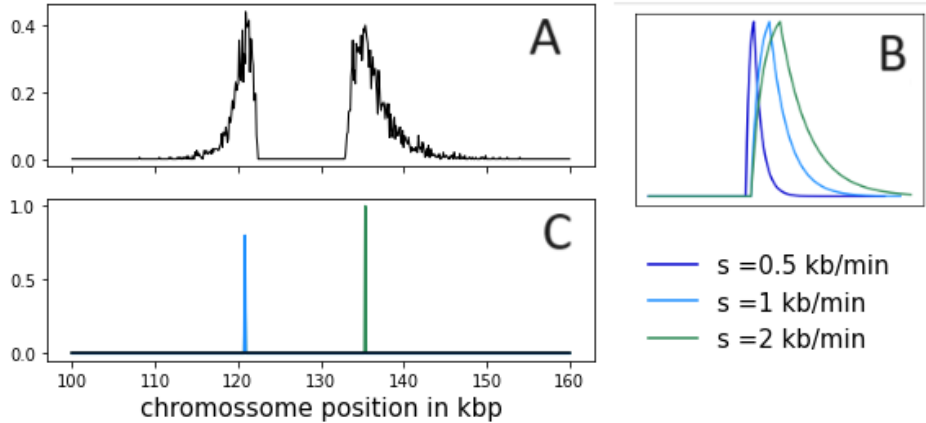 A
0.4
0.2
0.0
B
C
1.0
0.5
0.0
100 110 120 130 140 150 160
chromossome position in kbp
s =0.5 kb/min
s =1 kb/min
s =2 kb/min